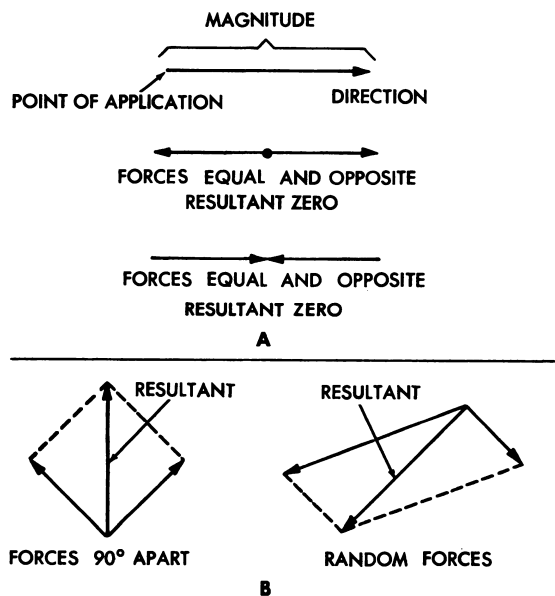 MAGNITUDE
POINT OF APPLICATION
DIRECTION
FORCES EQUAL AND OPPOSITE
RESULTANT ZERO
FORCES EQUAL AND OPPOSITE
RESULTANT ZERO
A
RESULTANT
RESULTANT
FORCES 90° APART
RANDOM FORCES
B